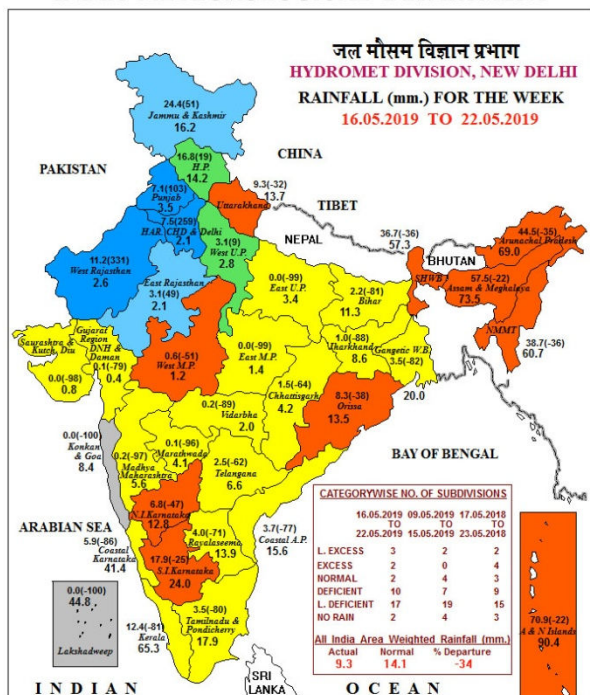 जल मौसम विज्ञान प्रभाग
HYDROMET DIVISION, NEW DELHI
RAINFALL (mm.) FOR THE WEEK
16.05.2019 TO 22.05.2019
24.4(51)
Jammu & Kashmir
16.2
CHINA
PAKISTAN
16.8(19)
H.P.
14.2
7.1(103)
Punjab
3.5
9.3(-32)
13.7
Uttarakhand
TIBET
7.5(259)
HAR. CHD & Delhi
2.1
NEPAL
3.1(9)
West U.P.
2.8
36.7(-36)
57.3
BHUTAN
44.5(-35)
Arunachal Pradesh
69.0
11.2(331)
West Rajasthan
2.6
East Rajasthan
3.1(49)
2.1
0.0(-99)
East U.P.
3.4
2.2(-81)
Bihar
11.3
SHWB
57.5(-22)
Assam & Meghalaya
73.5
NMMT
38.7(-36)
60.7
Saurashtra &
Kutch, Diu
0.0(-98)
0.8
Gujarat
Region
DNH &
Daman
0.1(-79)
0.4
0.6(-51)
West M.P.
1.2
0.0(-99)
East M.P.
1.4
1.0(-88)
Jharkhand
8.6
Gangetic W.B.
3.5(-82)
20.0
1.5(-64)
Chhattisgarh
4.2
8.3(-38)
Orissa
13.5
0.2(-89)
Vidarbha
2.0
0.0(-100)
Konkan
& Goa
8.4
0.2(-97)
Madhya
Maharashtra
5.6
0.1(-96)
Marathwada
4.1
2.5(-62)
Telangana
6.6
BAY OF BENGAL
ARABIAN SEA
6.8(-47)
N.I.Karnataka
12.8
5.9(-86)
Coastal
Karnataka
41.4
4.0(-71)
Rayalaseema
13.9
3.7(-77)
Coastal A.P.
15.6
17.9(-25)
S.I.Karnataka
24.0
0.0(-100)
44.8
Lakshadweep
12.4(-81)
Kerala
65.3
3.5(-80)
Tamilnadu &
Pondicherry
17.9
CATEGORYWISE NO. OF SUBDIVISIONS
16.05.2019 09.05.2019 17.05.2018
TO TO TO
22.05.2019 15.05.2019 23.05.2018
L. EXCESS 3 2 2
EXCESS 2 0 4
NORMAL 2 4 3
DEFICIENT 10 7 9
L. DEFICIENT 17 19 15
NO RAIN 2 4 3
All India Area Weighted Rainfall (mm.)
Actual Normal % Departure
9.3 14.1 -34
70.9(-22)
A & N Islands
90.4
SRI
LANKA
INDIAN OCEAN